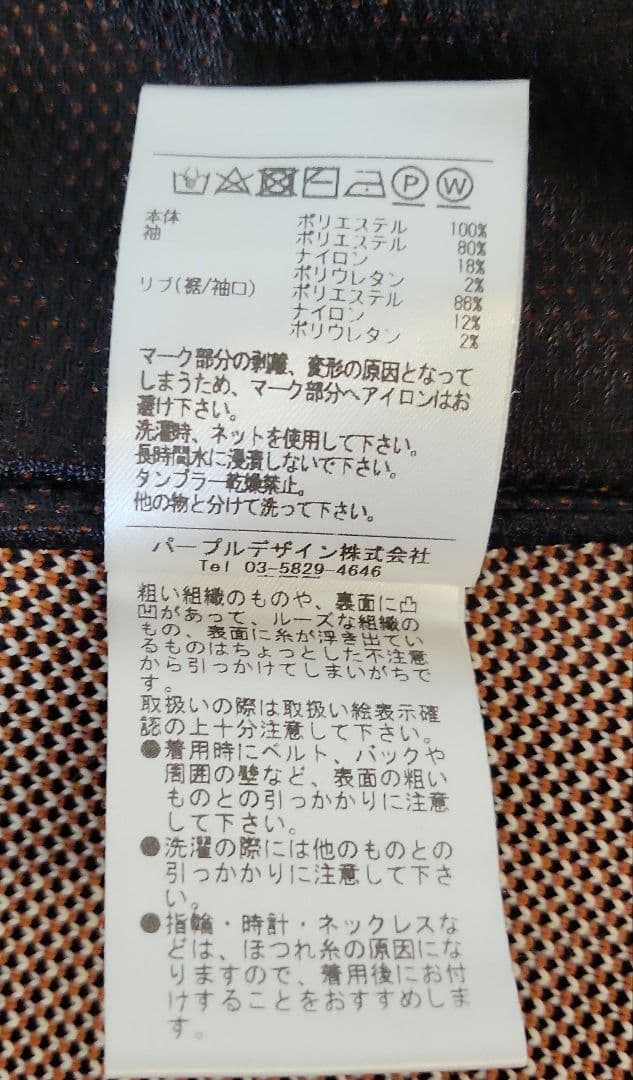 P W
本体 ポリエステル 100%
袖 ポリエステル 80%
ナイロン 18%
ポリウレタン 2%
リブ(裾/袖口) ポリエステル 86%
ナイロン 12%
ポリウレタン 2%
マーク部分の剥離、変形の原因となって
しまうため、マーク部分へアイロンはお
避け下さい。
洗濯時、ネットを使用して下さい。
長時間水に浸漬しないで下さい。
タンブラー乾燥禁止。
他の物と分けて洗って下さい。
パープルデザイン株式会社
Tel 03-5829-4646
粗い組織のものや、裏面に凸
凹があって、ルーズな組織の
もの、表面に糸が浮き出てい
るものはちょっとした不注意
から引っかけてしまいがちで
す。
取扱いの際は取扱い絵表示確
認の上十分注意して下さい。
●着用時にベルト、バックや
周囲の壁など、表面の粗い
ものとの引っかかりに注意
して下さい。
●洗濯の際には他のものとの
引っかかりに注意して下さ
い。
●指輪・時計・ネックレスな
どは、ほつれ糸の原因にな
りますので、着用後にお付
けすることをおすすめしま
す。